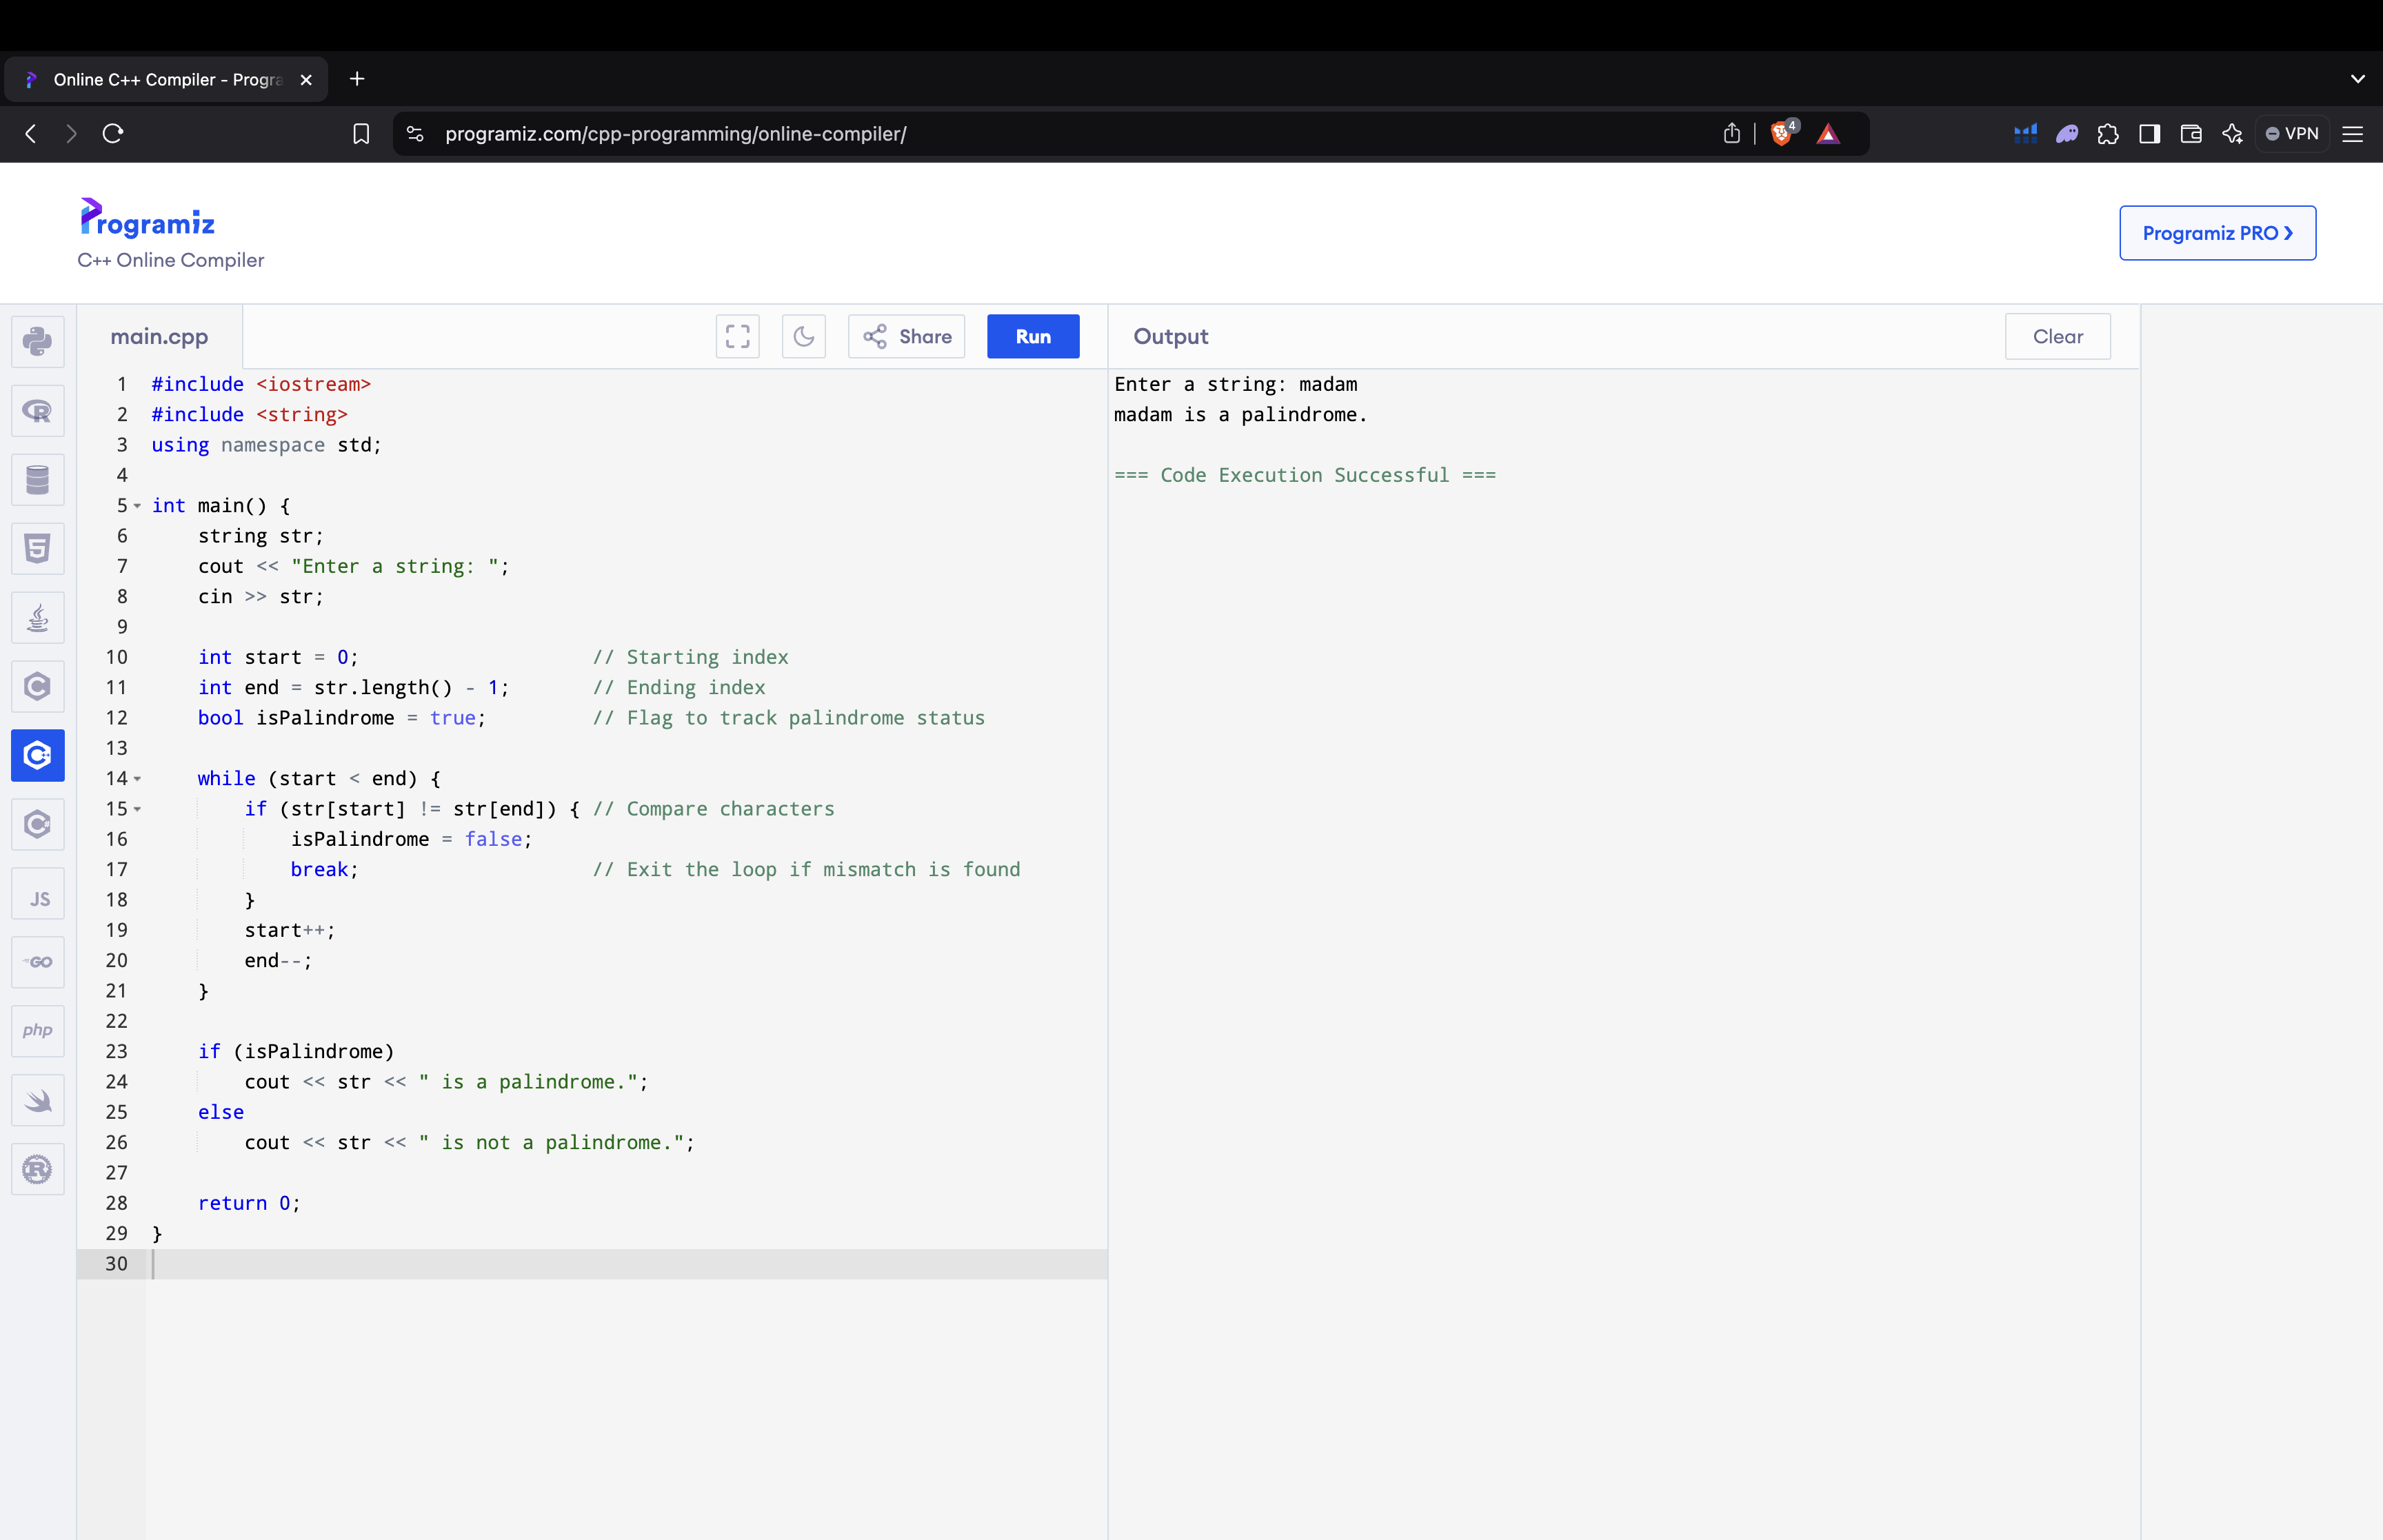 Online C++ Compiler - Progra
programiz.com/cpp-programming/online-compiler/
4
VPN
Programiz
C++ Online Compiler
Programiz PRO ❯
main.cpp
Share
Run
Output
Clear
1 #include <iostream>
2 #include <string>
3 using namespace std;
4
5 int main() {
6     string str;
7     cout << "Enter a string: ";
8     cin >> str;
9
10     int start = 0;                    // Starting index
11     int end = str.length() - 1;       // Ending index
12     bool isPalindrome = true;         // Flag to track palindrome status
13
14     while (start < end) {
15         if (str[start] != str[end]) { // Compare characters
16             isPalindrome = false;
17             break;                    // Exit the loop if mismatch is found
18         }
19         start++;
20         end--;
21     }
22
23     if (isPalindrome)
24         cout << str << " is a palindrome.";
25     else
26         cout << str << " is not a palindrome.";
27
28     return 0;
29 }
30
Enter a string: madam
madam is a palindrome.
=== Code Execution Successful ===
R
5
C
C
C
JS
GO
php
R